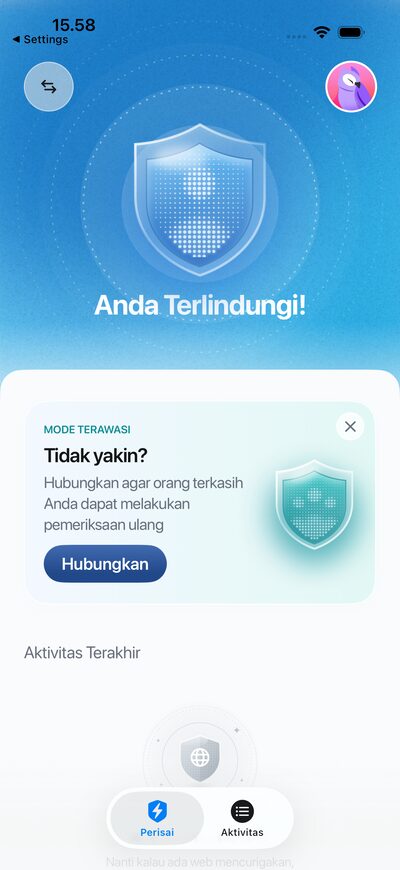 15.58
◀ Settings
Anda Terlindungi!
MODE TERAWASI
Tidak yakin?
Hubungkan agar orang terkasih
Anda dapat melakukan
pemeriksaan ulang
Hubungkan
Aktivitas Terakhir
Perisai
Aktivitas
Nanti kalau ada web mencurigakan,